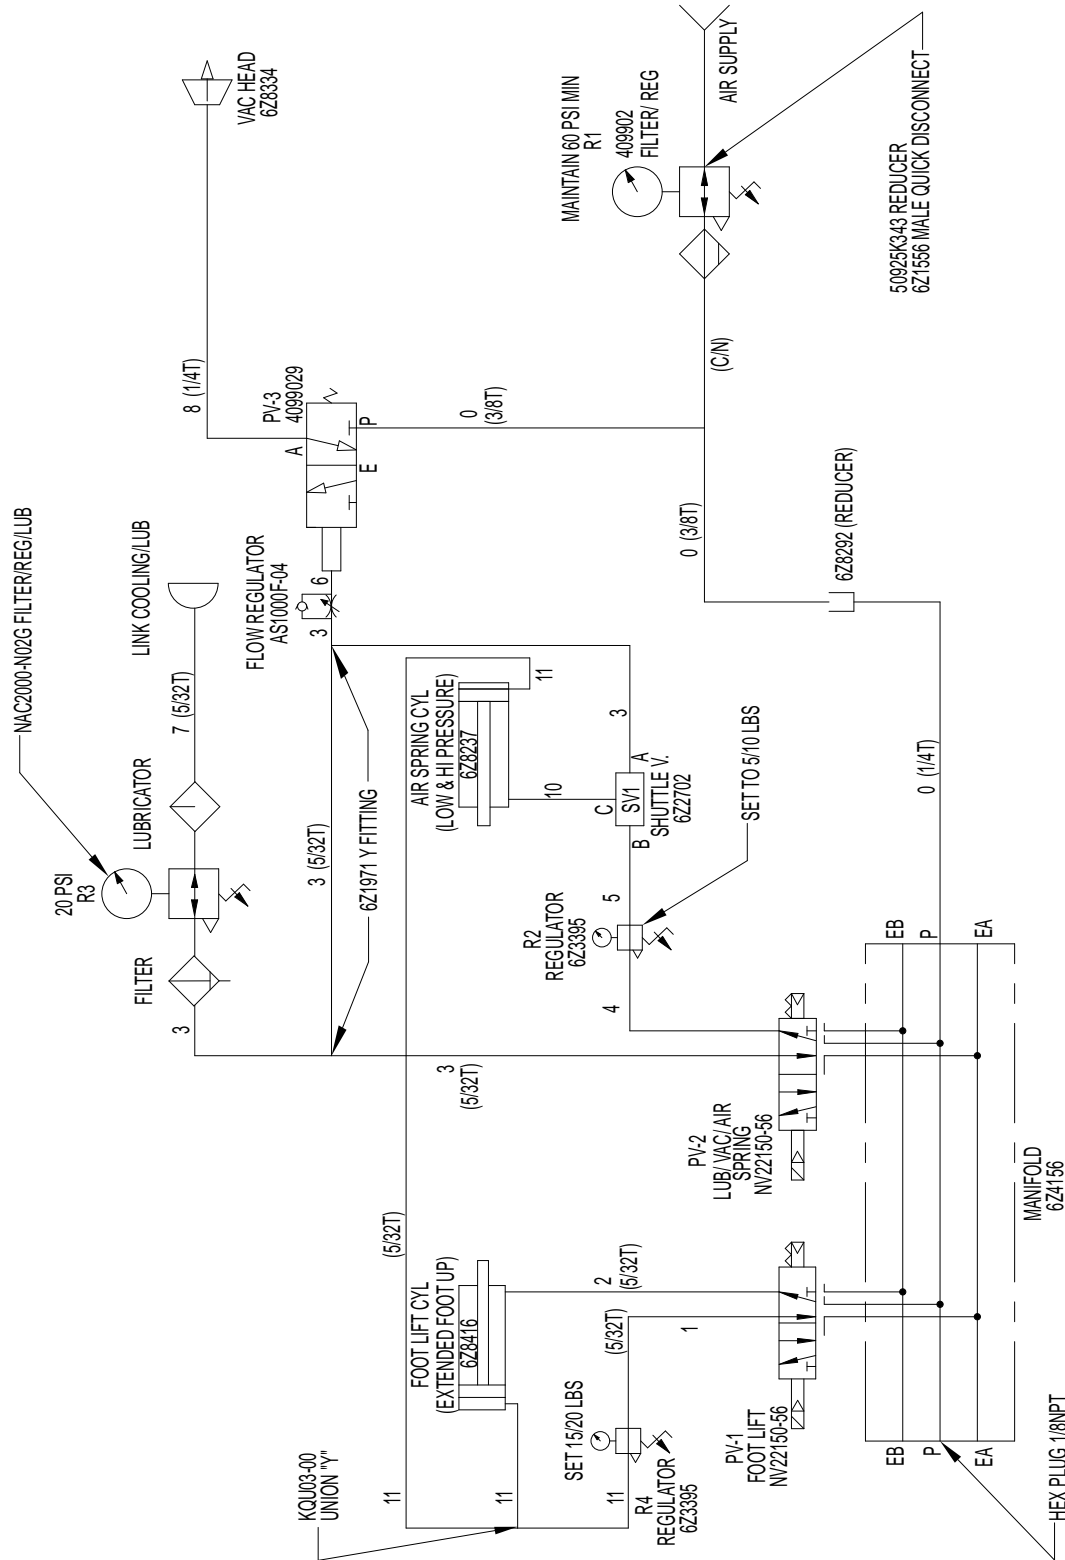 NAC2000-N02G FILTER/REG/LUB
20 PSI
R3
LUBRICATOR
FILTER
3
7 (5/32T)
LINK COOLING/LUB
8 (1/4T)
VAC HEAD
6Z8334
PV-3
4099029
A
P
E
FLOW REGULATOR
AS1000F-04
3
6
0
(3/8T)
3 (5/32T)
6Z1971 Y FITTING
AIR SPRING CYL
(LOW & HI PRESSURE)
6Z8237
11
10
3
C
SV1
A
B
SHUTTLE V.
6Z2702
SET TO 5/10 LBS
5
R2
REGULATOR
6Z3395
4
3
(5/32T)
PV-2
LUB/ VAC/ AIR
SPRING
NV22150-56
MAINTAIN 60 PSI MIN
R1
409902
FILTER/ REG
AIR SUPPLY
50925K343 REDUCER
6Z1556 MALE QUICK DISCONNECT
(C/N)
0 (3/8T)
6Z8292 (REDUCER)
0 (1/4T)
KQU03-00
UNION "Y"
11
(5/32T)
11
11
FOOT LIFT CYL
(EXTENDED FOOT UP)
6Z8416
2
(5/32T)
SET 15/20 LBS
(5/32T)
1
R4
REGULATOR
6Z3395
PV-1
FOOT LIFT
NV22150-56
EB
P
EA
EB
P
EA
MANIFOLD
6Z4156
HEX PLUG 1/8NPT